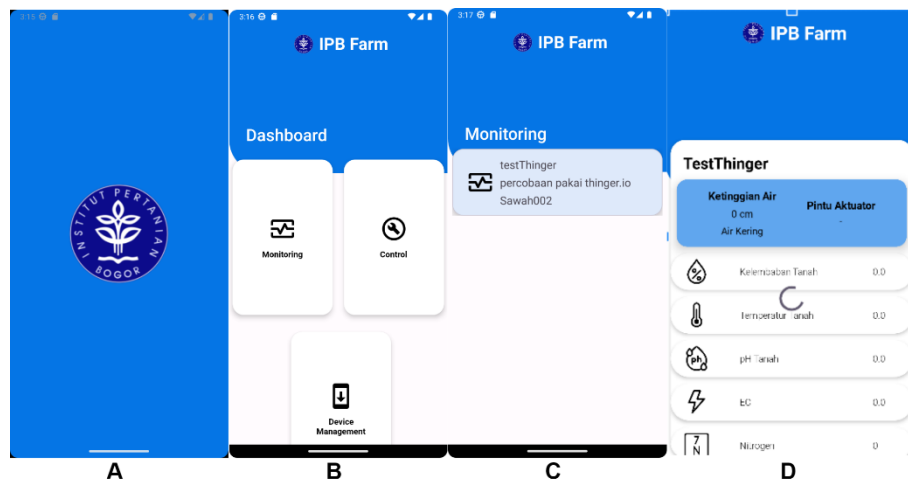 3:15
INSTITUT PERTANIAN
BOGOR
A
3:16
IPB Farm
Dashboard
Monitoring
Control
Device
Management
B
3:17
IPB Farm
Monitoring
testThinger
percobaan pakai thinger.io
Sawah002
C
IPB Farm
TestThinger
Ketinggian Air
0 cm
Air Kering
Pintu Aktuator
-
Kelembaban Tanah 0.0
Temperatur Tanah 0.0
pH Tanah 0.0
EC 0.0
7
N
Nitrogen 0
D